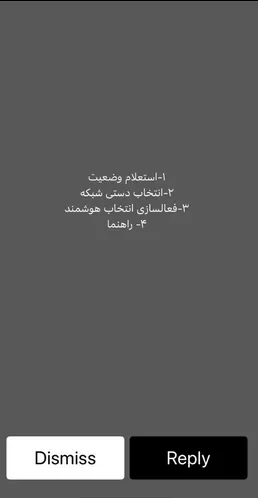 ۱-استعلام وضعیت
۲-انتخاب دستی شبکه
۳-فعالسازی انتخاب هوشمند
۴- راهنما
Dismiss
Reply